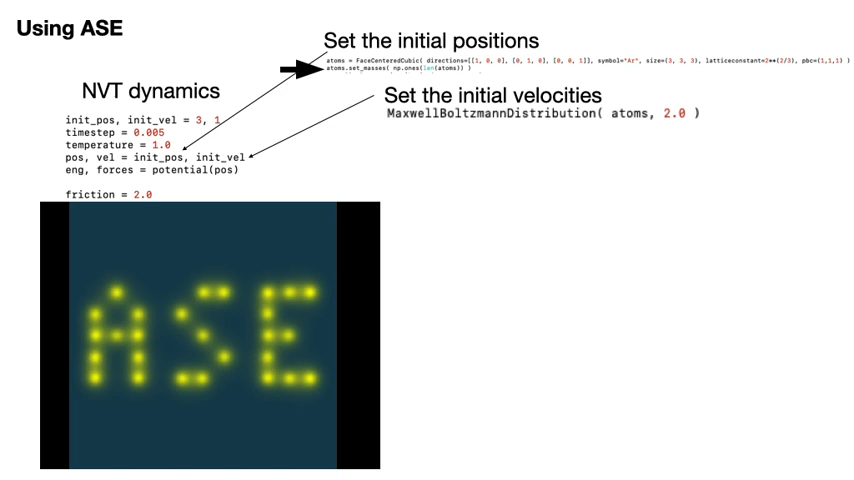 Using ASE
Set the initial positions
atoms = FaceCenteredCubic( directions=[[1, 0, 0], [0, 1, 0], [0, 0, 1]], symbol="Ar", size=(3, 3, 3), latticeconstant=2**(2/3), pbc=(1,1,1) )
atoms.set_masses( np.ones(len(atoms)) )
NVT dynamics
Set the initial velocities
MaxwellBoltzmannDistribution( atoms, 2.0 )
init_pos, init_vel = 3, 1
timestep = 0.005
temperature = 1.0
pos, vel = init_pos, init_vel
eng, forces = potential(pos)
friction = 2.0
ASE